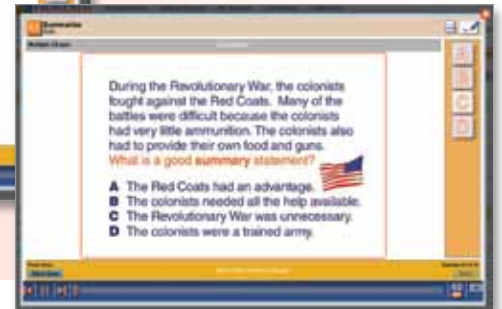 Summarize
During the Revolutionary War, the colonists
fought against the Red Coats. Many of the
battles were difficult because the colonists
had very little ammunition. The colonists also
had to provide their own food and guns.
What is a good summary statement?
A The Red Coats had an advantage.
B The colonists needed all the help available.
C The Revolutionary War was unnecessary.
D The colonists were a trained army.
A
B
C
D